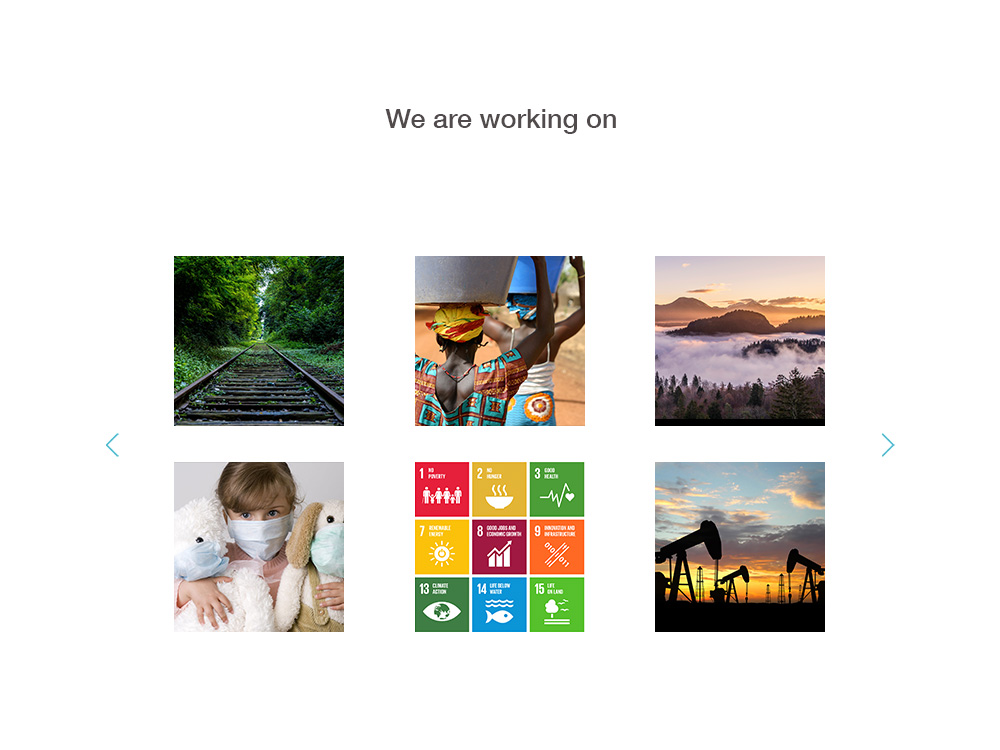 We are working on
1 NO
POVERTY
2 NO
HUNGER
3 GOOD
HEALTH
7 RENEWABLE
ENERGY
8 GOOD JOBS AND
ECONOMIC GROWTH
9 INNOVATION AND
INFRASTRUCTURE
13 CLIMATE
ACTION
14 LIFE BELOW
WATER
15 LIFE
ON LAND